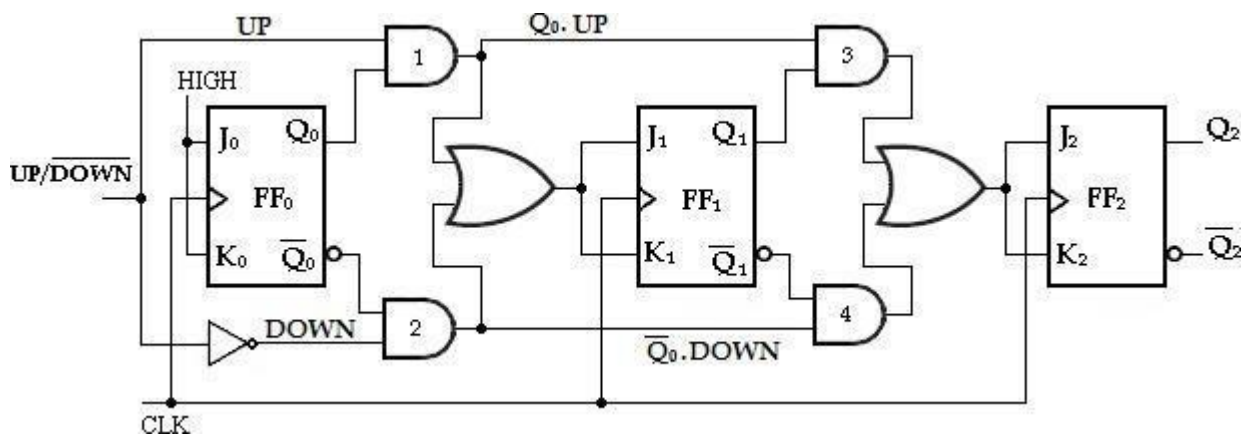 UP
Q₀.UP
1
3
HIGH
J₀
Q₀
J₁
Q₁
J₂
Q₂
UP/D̅O̅W̅N̅
FF₀
FF₁
FF₂
K₀
Q̅₀
K₁
Q̅₁
K₂
Q̅₂
2
4
DOWN
Q̅₀.DOWN
CLK